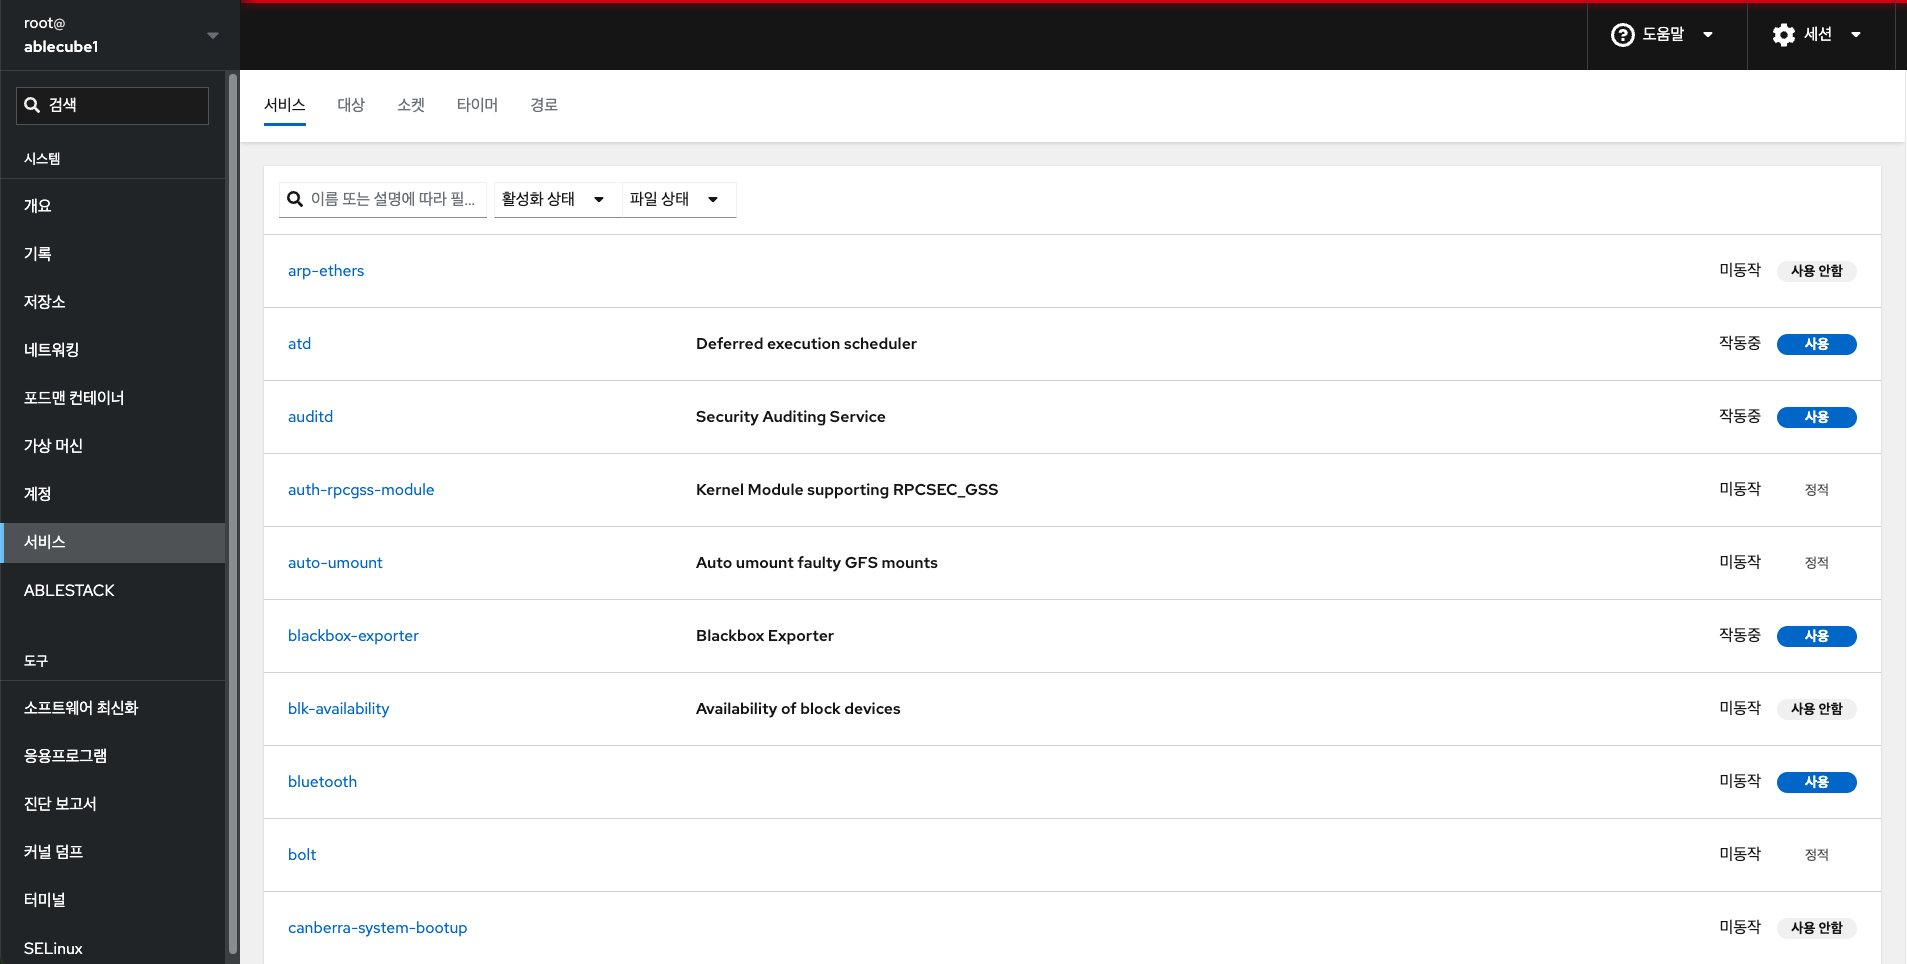 root@
ablecube1
도움말
세션
검색
시스템
개요
기록
저장소
네트워킹
포드맨 컨테이너
가상 머신
계정
서비스
ABLESTACK
도구
소프트웨어 최신화
응용프로그램
진단 보고서
커널 덤프
터미널
SELinux
서비스 대상 소켓 타이머 경로
이름 또는 설명에 따라 필... 활성화 상태 파일 상태
arp-ethers 미동작 사용 안함
atd Deferred execution scheduler 작동중 사용
auditd Security Auditing Service 작동중 사용
auth-rpcgss-module Kernel Module supporting RPCSEC_GSS 미동작 정적
auto-umount Auto umount faulty GFS mounts 미동작 정적
blackbox-exporter Blackbox Exporter 작동중 사용
blk-availability Availability of block devices 미동작 사용 안함
bluetooth 미동작 사용
bolt 미동작 정적
canberra-system-bootup 미동작 사용 안함